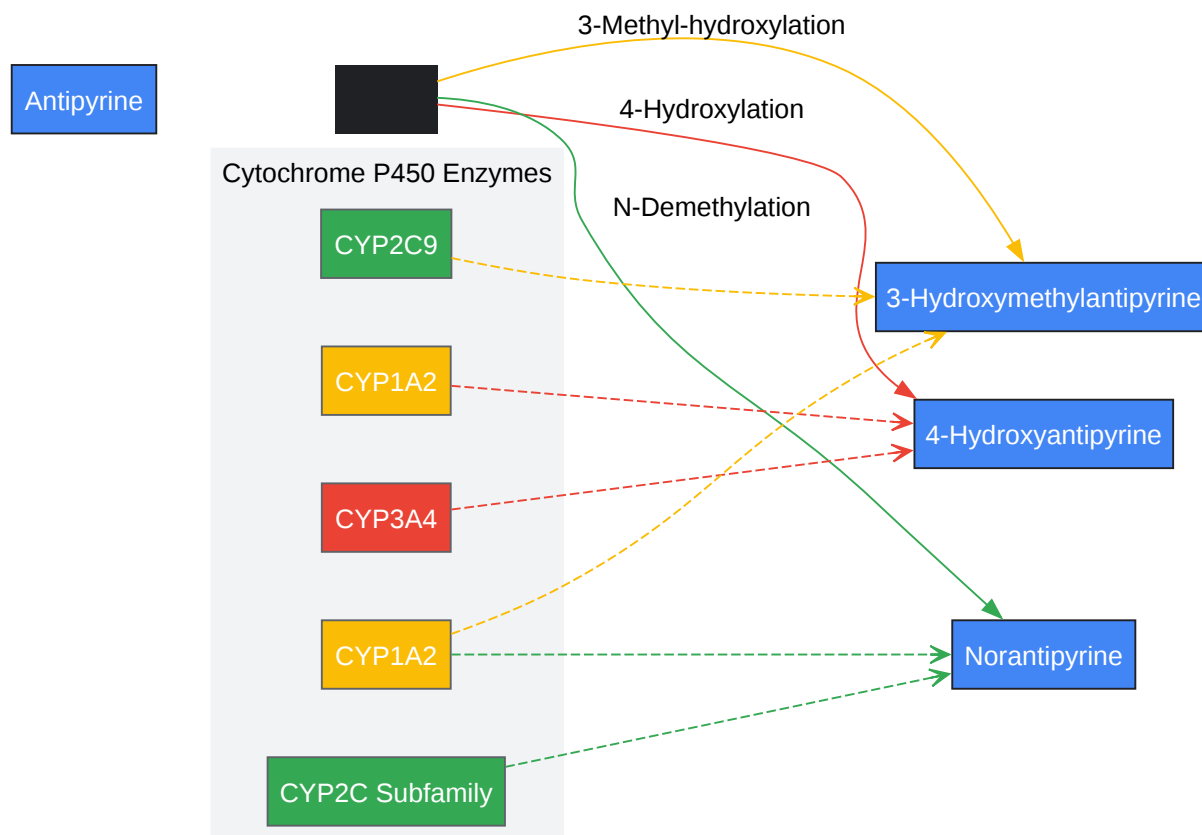 3-Methyl-hydroxylation
Antipyrine
4-Hydroxylation
Cytochrome P450 Enzymes
N-Demethylation
CYP2C9
3-Hydroxymethylantipyrine
CYP1A2
4-Hydroxyantipyrine
CYP3A4
CYP1A2
Norantipyrine
CYP2C Subfamily